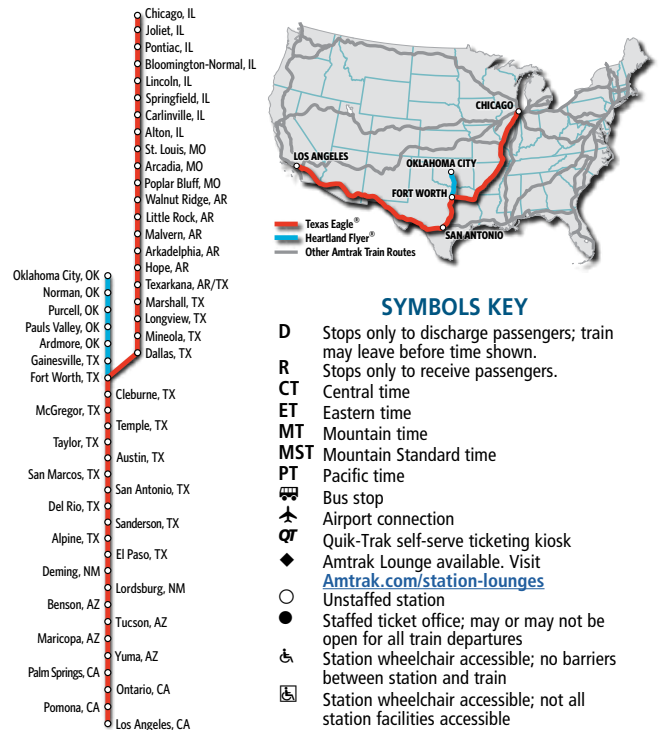 Chicago, IL
Joliet, IL
Pontiac, IL
Bloomington-Normal, IL
Lincoln, IL
Springfield, IL
Carlinville, IL
Alton, IL
St. Louis, MO
Arcadia, MO
Poplar Bluff, MO
Walnut Ridge, AR
Little Rock, AR
Malvern, AR
Arkadelphia, AR
Hope, AR
Texarkana, AR/TX
Marshall, TX
Longview, TX
Mineola, TX
Dallas, TX
Oklahoma City, OK
Norman, OK
Purcell, OK
Pauls Valley, OK
Ardmore, OK
Gainesville, TX
Fort Worth, TX
Cleburne, TX
McGregor, TX
Temple, TX
Taylor, TX
Austin, TX
San Marcos, TX
San Antonio, TX
Del Rio, TX
Sanderson, TX
Alpine, TX
El Paso, TX
Deming, NM
Lordsburg, NM
Benson, AZ
Tucson, AZ
Maricopa, AZ
Yuma, AZ
Palm Springs, CA
Ontario, CA
Pomona, CA
Los Angeles, CA
CHICAGO
LOS ANGELES
OKLAHOMA CITY
FORT WORTH
SAN ANTONIO
Texas Eagle®
Heartland Flyer®
Other Amtrak Train Routes
SYMBOLS KEY
D Stops only to discharge passengers; train
may leave before time shown.
R Stops only to receive passengers.
CT Central time
ET Eastern time
MT Mountain time
MST Mountain Standard time
PT Pacific time
Bus stop
Airport connection
QT Quik-Trak self-serve ticketing kiosk
◆ Amtrak Lounge available. Visit
Amtrak.com/station-lounges
○ Unstaffed station
● Staffed ticket office; may or may not be
open for all train departures
Station wheelchair accessible; no barriers
between station and train
Station wheelchair accessible; not all
station facilities accessible